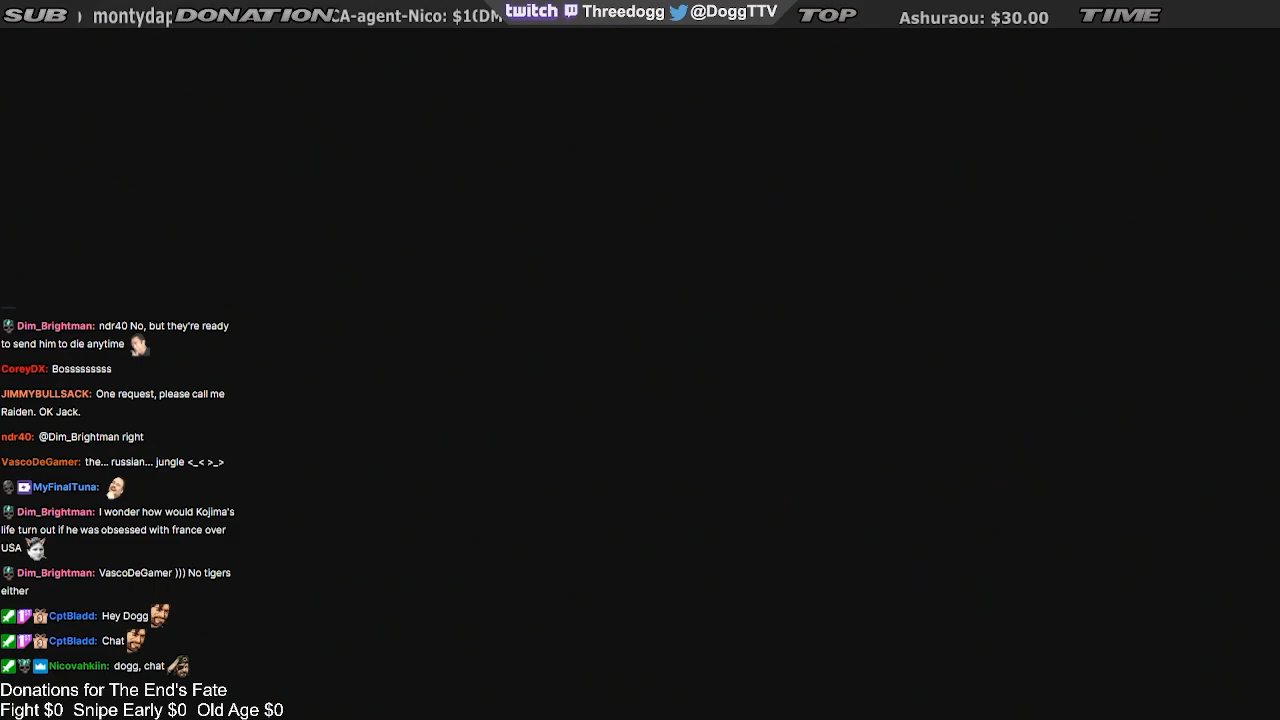 SUB ) montydap DONATION CA-agent-Nico: $1(DM twitch Threedogg @DoggTTV TOP Ashuraou: $30.00 TIME
Dim_Brightman: ndr40 No, but they're ready
to send him to die anytime
CoreyDX: Bosssssssss
JIMMYBULLSACK: One request, please call me
Raiden. OK Jack.
ndr40: @Dim_Brightman right
VascoDeGamer: the... russian... jungle <_< >_>
MyFinalTuna:
Dim_Brightman: I wonder how would Kojima's
life turn out if he was obsessed with france over
USA
Dim_Brightman: VascoDeGamer ))) No tigers
either
CptBladd: Hey Dogg
CptBladd: Chat
Nicovahkiin: dogg, chat
Donations for The End's Fate
Fight $0 Snipe Early $0 Old Age $0